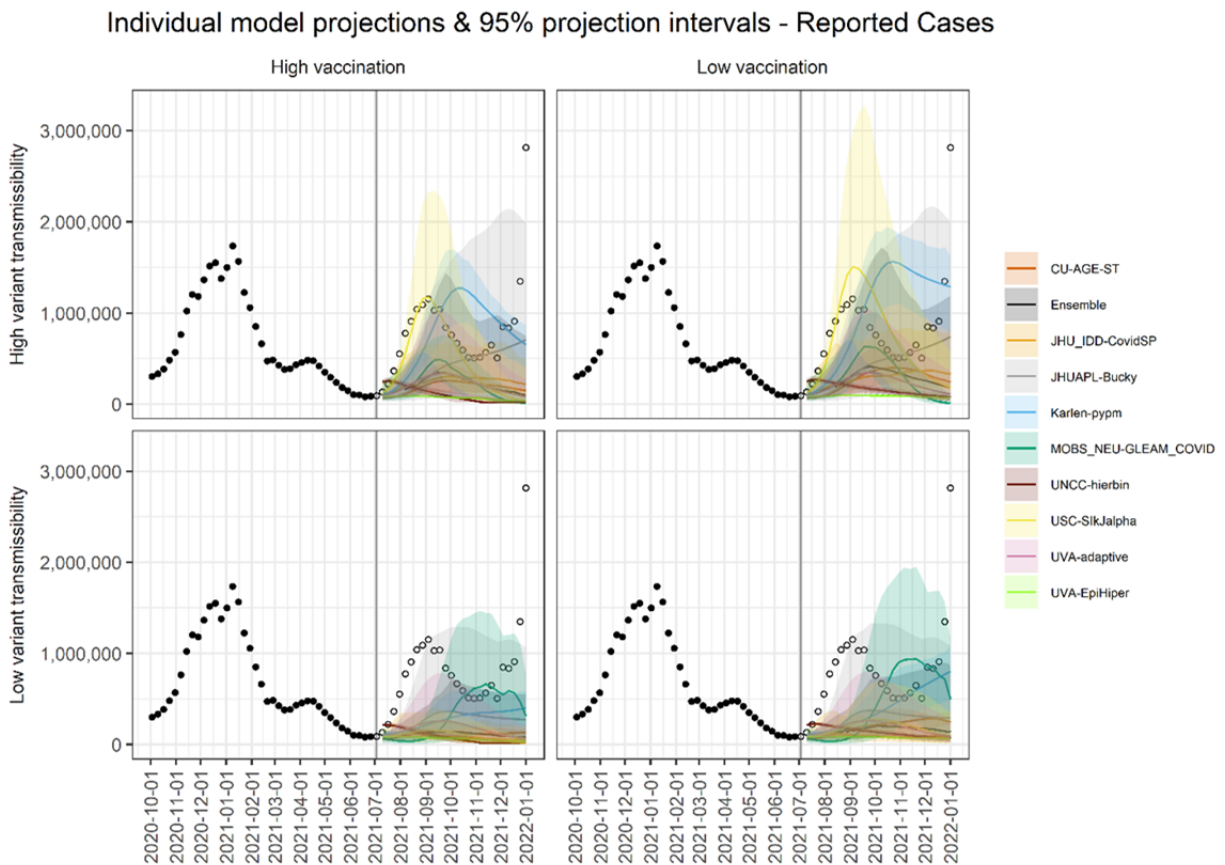 Individual model projections & 95% projection intervals - Reported Cases
High vaccination
Low vaccination
High variant transmissibility
3,000,000
2,000,000
1,000,000
0
Low variant transmissibility
3,000,000
2,000,000
1,000,000
0
2020-10-01
2020-11-01
2020-12-01
2021-01-01
2021-02-01
2021-03-01
2021-04-01
2021-05-01
2021-06-01
2021-07-01
2021-08-01
2021-09-01
2021-10-01
2021-11-01
2021-12-01
2022-01-01
2020-10-01
2020-11-01
2020-12-01
2021-01-01
2021-02-01
2021-03-01
2021-04-01
2021-05-01
2021-06-01
2021-07-01
2021-08-01
2021-09-01
2021-10-01
2021-11-01
2021-12-01
2022-01-01
CU-AGE-ST
Ensemble
JHU_IDD-CovidSP
JHUAPL-Bucky
Karlen-pypm
MOBS_NEU-GLEAM_COVID
UNCC-hierbin
USC-SIkJalpha
UVA-adaptive
UVA-EpiHiper